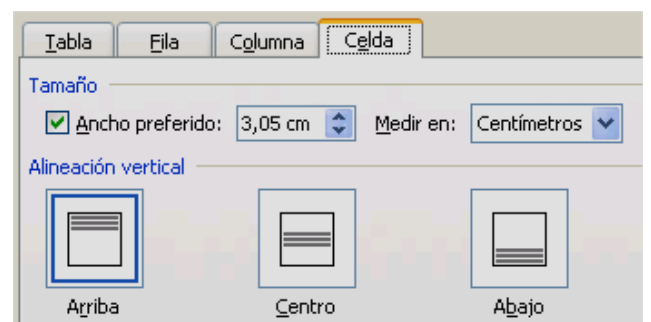 Tabla Fila Columna Celda
Tamaño
Ancho preferido: 3,05 cm Medir en: Centímetros
Alineación vertical
Arriba Centro Abajo